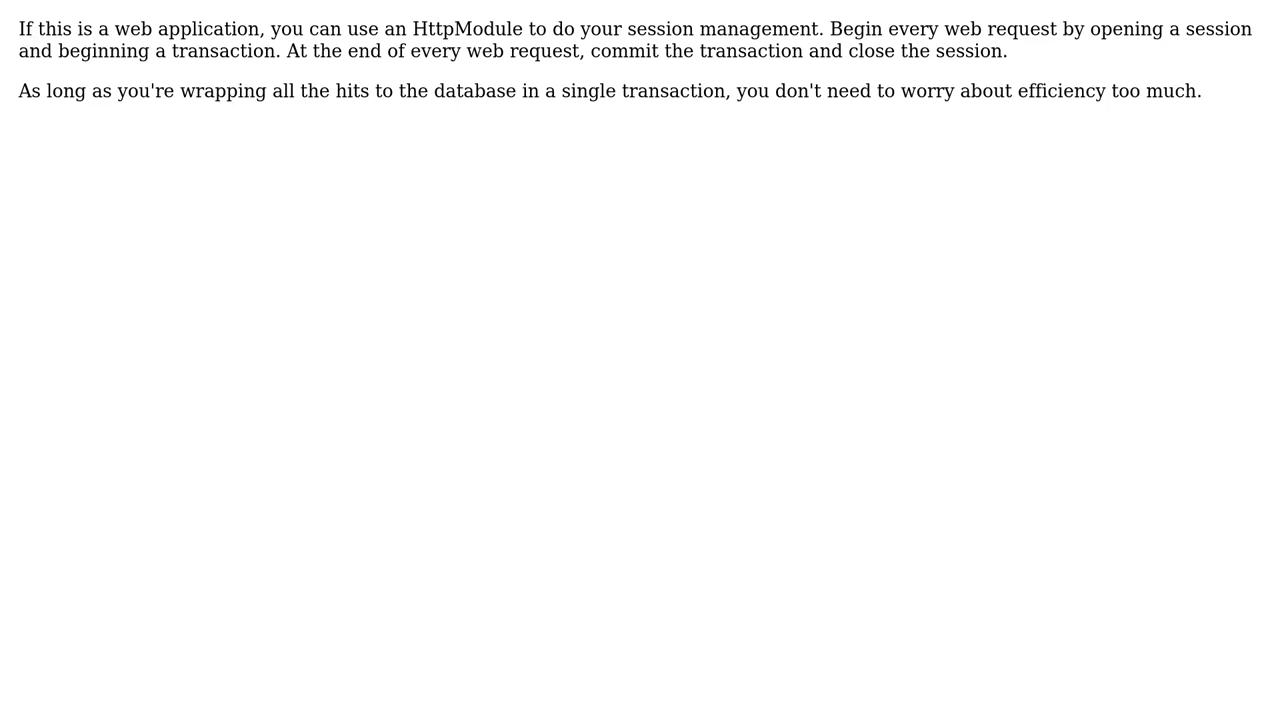 If this is a web application, you can use an HttpModule to do your session management. Begin every web request by opening a session
and beginning a transaction. At the end of every web request, commit the transaction and close the session.
As long as you're wrapping all the hits to the database in a single transaction, you don't need to worry about efficiency too much.